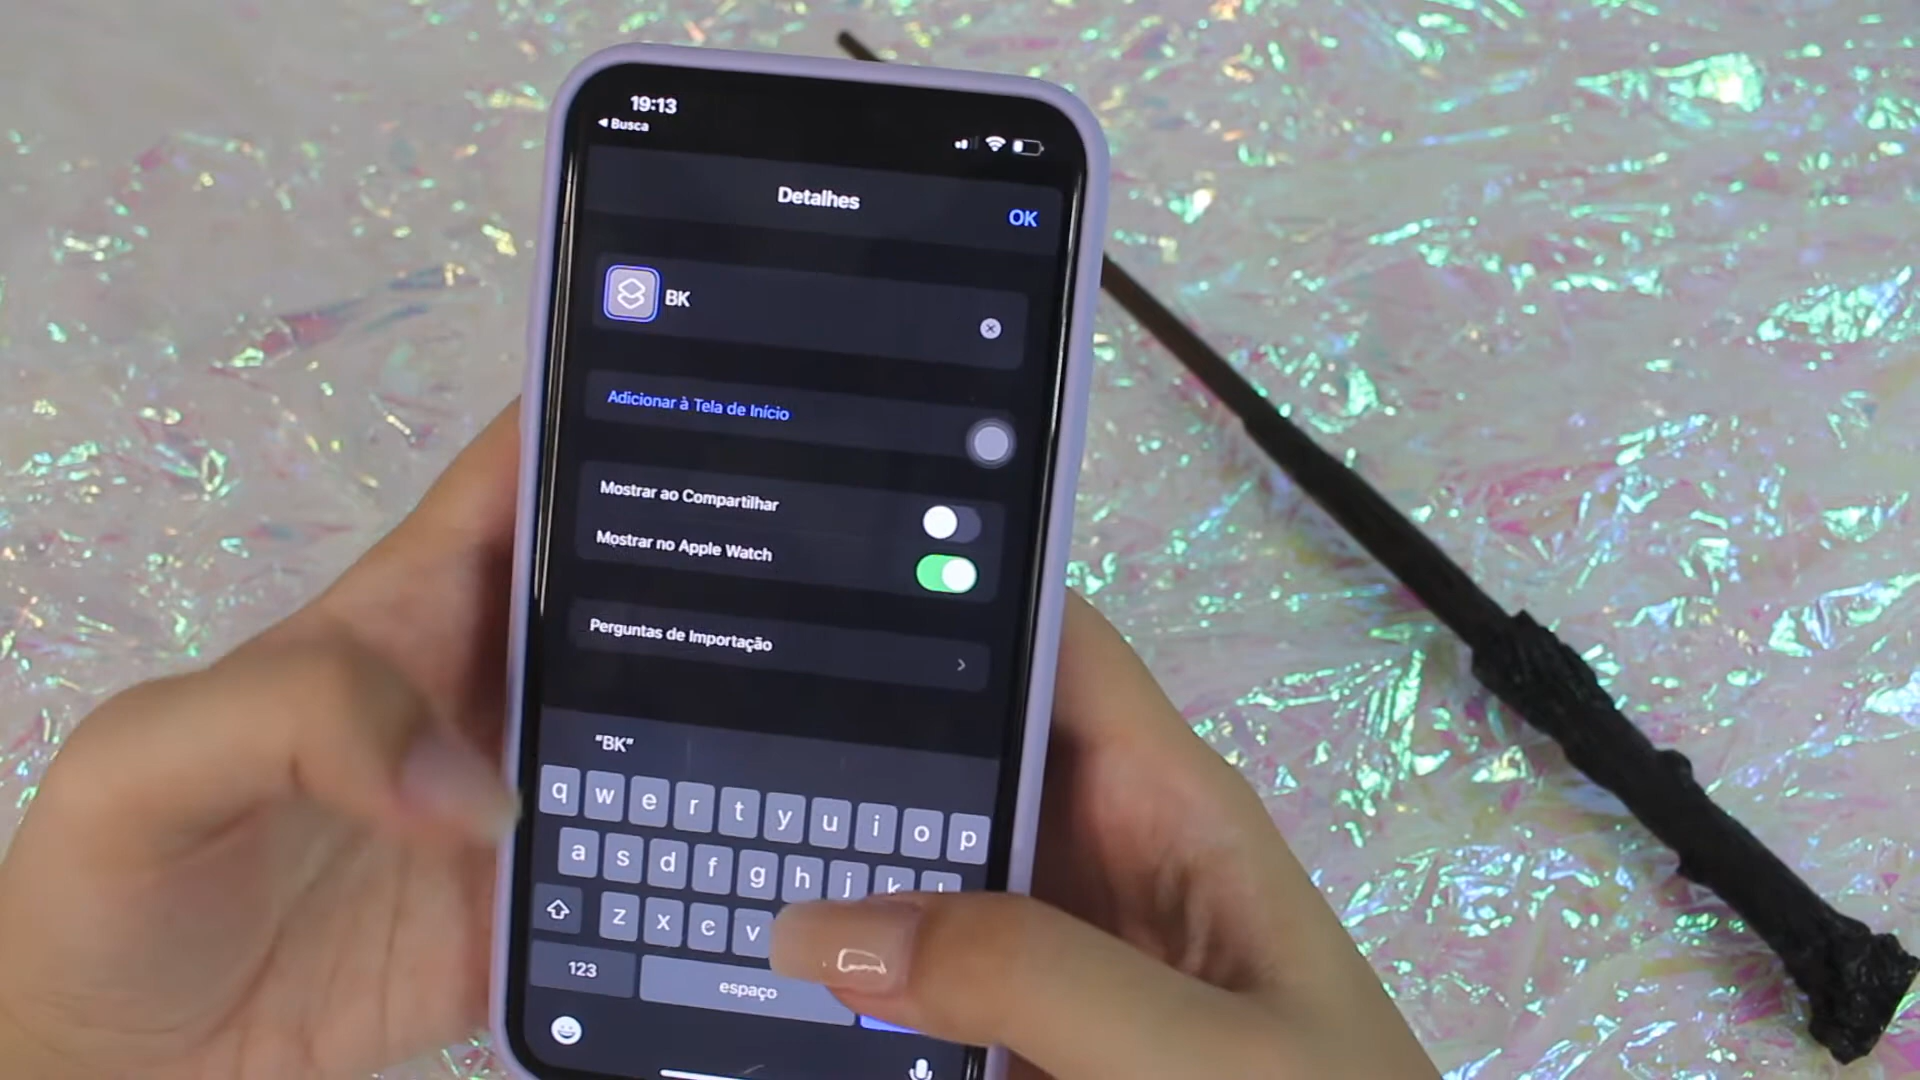 19:13
Busca
Detalhes
OK
BK
Adicionar à Tela de Início
Mostrar ao Compartilhar
Mostrar no Apple Watch
Perguntas de Importação
"BK"
q w e r t y u i o p
a s d f g h j k l
z x c v
123
espaço